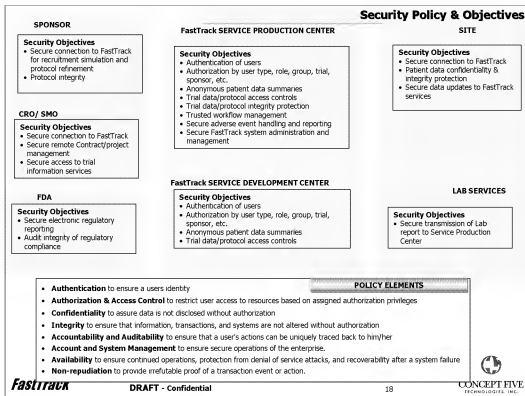 Security Policy & Objectives
SPONSOR
Security Objectives
• Secure connection to FastTrack
for recruitment simulation and
protocol refinement
• Protocol integrity
FastTrack SERVICE PRODUCTION CENTER
Security Objectives
• Authentication of users
• Authorization by user type, role, group, trial,
sponsor, etc.
• Anonymous patient data summaries
• Trial data/protocol access controls
• Trial data/protocol integrity protection
• Trusted workflow management
• Secure adverse event handling and reporting
• Secure FastTrack system administration and
management
SITE
Security Objectives
• Secure connection to FastTrack
• Patient data confidentiality &
integrity protection
• Secure data updates to FastTrack
services
CRO/ SMO
Security Objectives
• Secure connection to FastTrack
• Secure remote Contract/project
management
• Secure access to trial
information services
FDA
Security Objectives
• Secure electronic regulatory
reporting
• Audit integrity of regulatory
compliance
FastTrack SERVICE DEVELOPMENT CENTER
Security Objectives
• Authentication of users
• Authorization by user type, role, group, trial,
sponsor, etc.
• Anonymous patient data summaries
• Trial data/protocol access controls
LAB SERVICES
Security Objectives
• Secure transmission of Lab
report to Service Production
Center
POLICY ELEMENTS
• Authentication to ensure a users identity
• Authorization & Access Control to restrict user access to resources based on assigned authorization privileges
• Confidentiality to assure data is not disclosed without authorization
• Integrity to ensure that information, transactions, and systems are not altered without authorization
• Accountability and Auditability to ensure that a user's actions can be uniquely traced back to him/her
• Account and System Management to ensure secure operations of the enterprise.
• Availability to ensure continued operations, protection from denial of service attacks, and recoverability after a system failure
• Non-repudiation to provide irrefutable proof of a transaction event or action.
FastTrack
DRAFT - Confidential
18
CONCEPT FIVE
TECHNOLOGIES, INC.